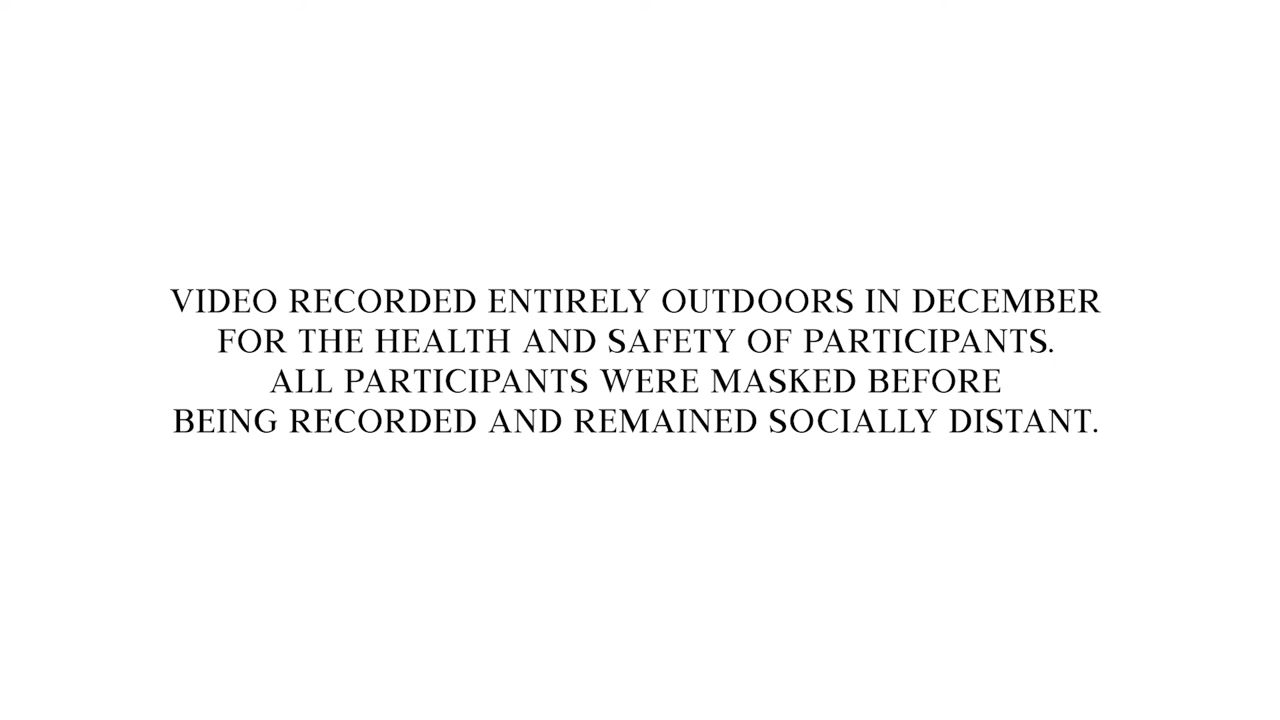 VIDEO RECORDED ENTIRELY OUTDOORS IN DECEMBER
FOR THE HEALTH AND SAFETY OF PARTICIPANTS.
ALL PARTICIPANTS WERE MASKED BEFORE
BEING RECORDED AND REMAINED SOCIALLY DISTANT.